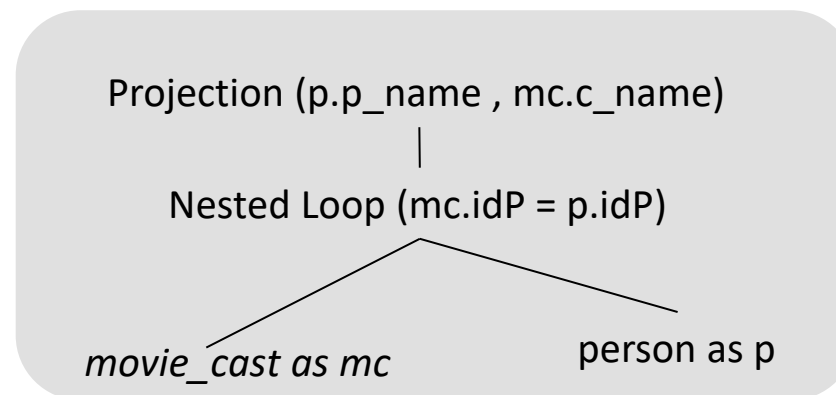 Projection (p.p_name , mc.c_name)
Nested Loop (mc.idP = p.idP)
movie_cast as mc
person as p